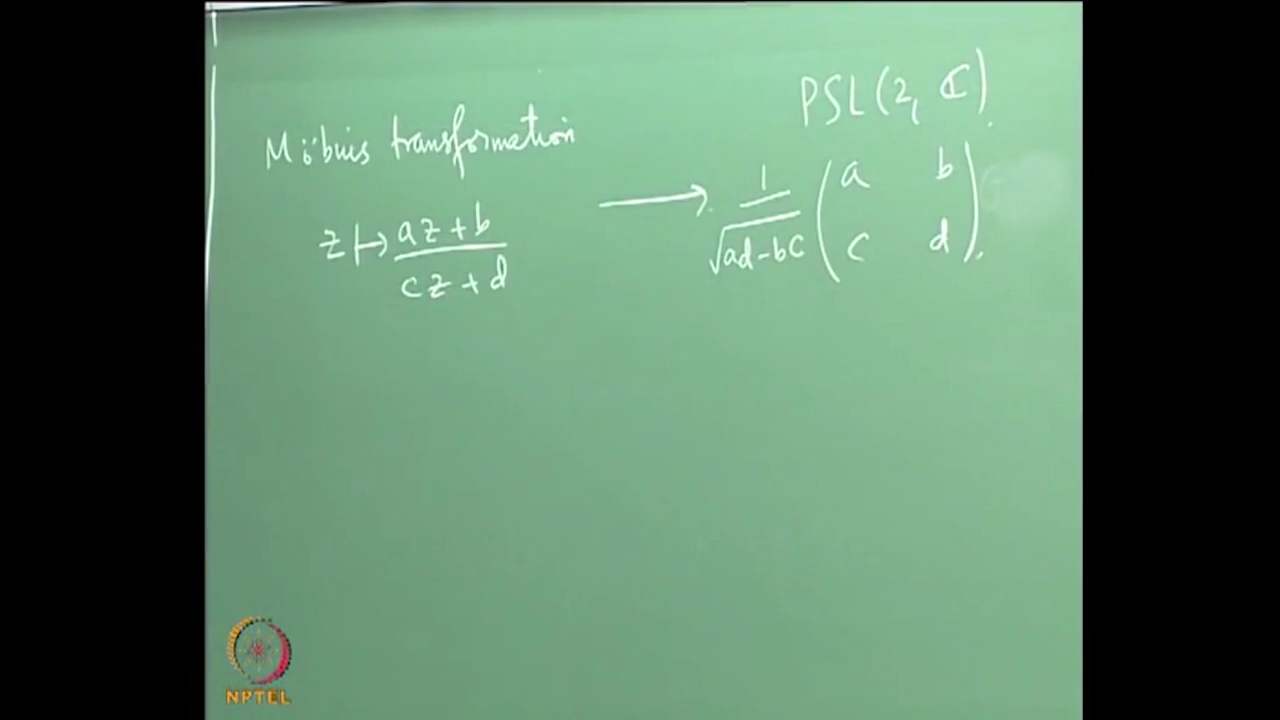 Möbius transformation
z ↦ az + b / cz + d
→
PSL(2, ℂ).
1 / √ad-bc ( a b
c d ).
NPTEL